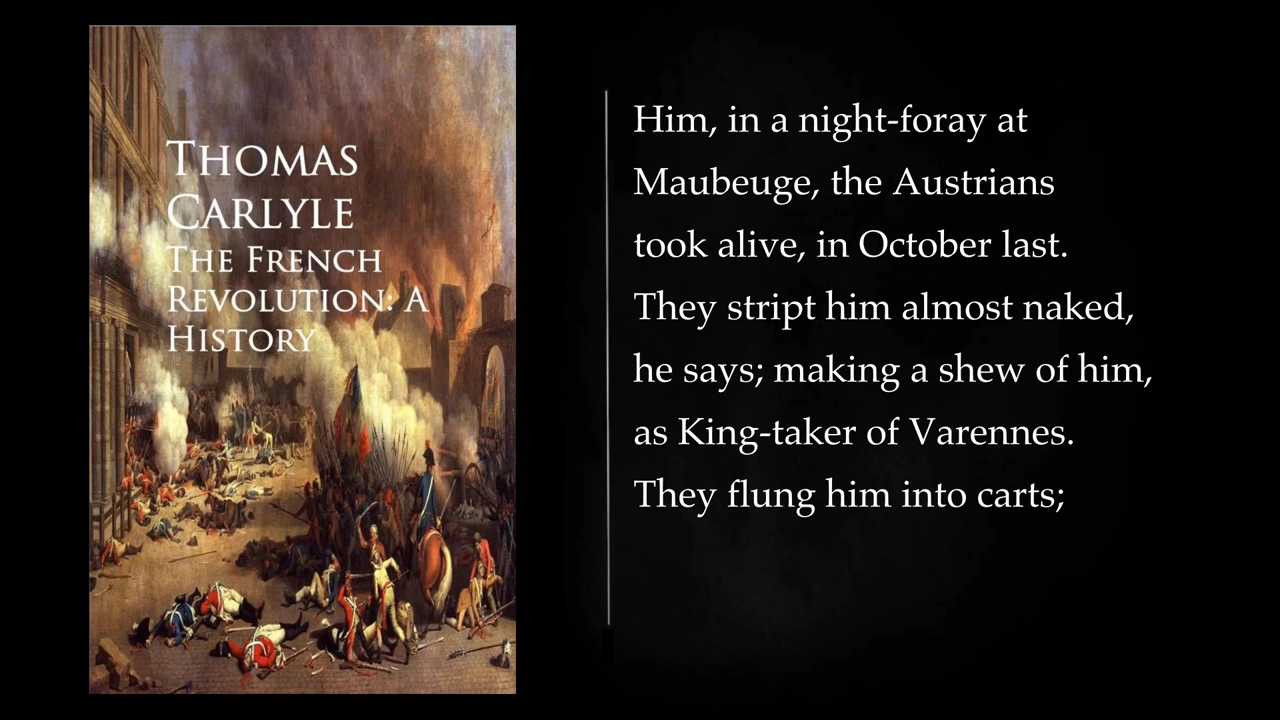 THOMAS
CARLYLE
THE FRENCH
REVOLUTION: A
HISTORY
Him, in a night-foray at
Maubeuge, the Austrians
took alive, in October last.
They stript him almost naked,
he says; making a shew of him,
as King-taker of Varennes.
They flung him into carts;